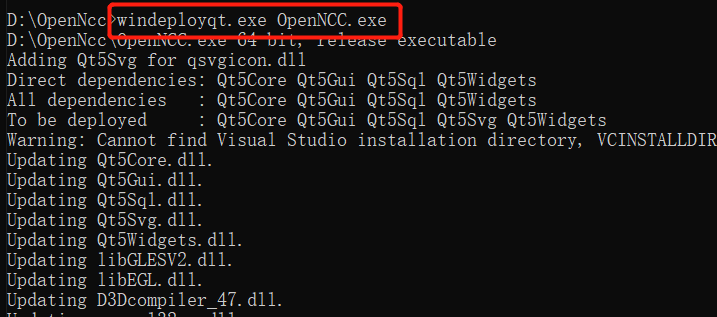 D:\OpenNcc>windeployqt.exe OpenNCC.exe
D:\OpenNcc\OpenNCC.exe 64 bit, release executable
Adding Qt5Svg for qsvgicon.dll
Direct dependencies: Qt5Core Qt5Gui Qt5Sql Qt5Widgets
All dependencies   : Qt5Core Qt5Gui Qt5Sql Qt5Widgets
To be deployed     : Qt5Core Qt5Gui Qt5Sql Qt5Svg Qt5Widgets
Warning: Cannot find Visual Studio installation directory, VCINSTALLDIR
Updating Qt5Core.dll.
Updating Qt5Gui.dll.
Updating Qt5Sql.dll.
Updating Qt5Svg.dll.
Updating Qt5Widgets.dll.
Updating libGLESV2.dll.
Updating libEGL.dll.
Updating D3Dcompiler_47.dll.